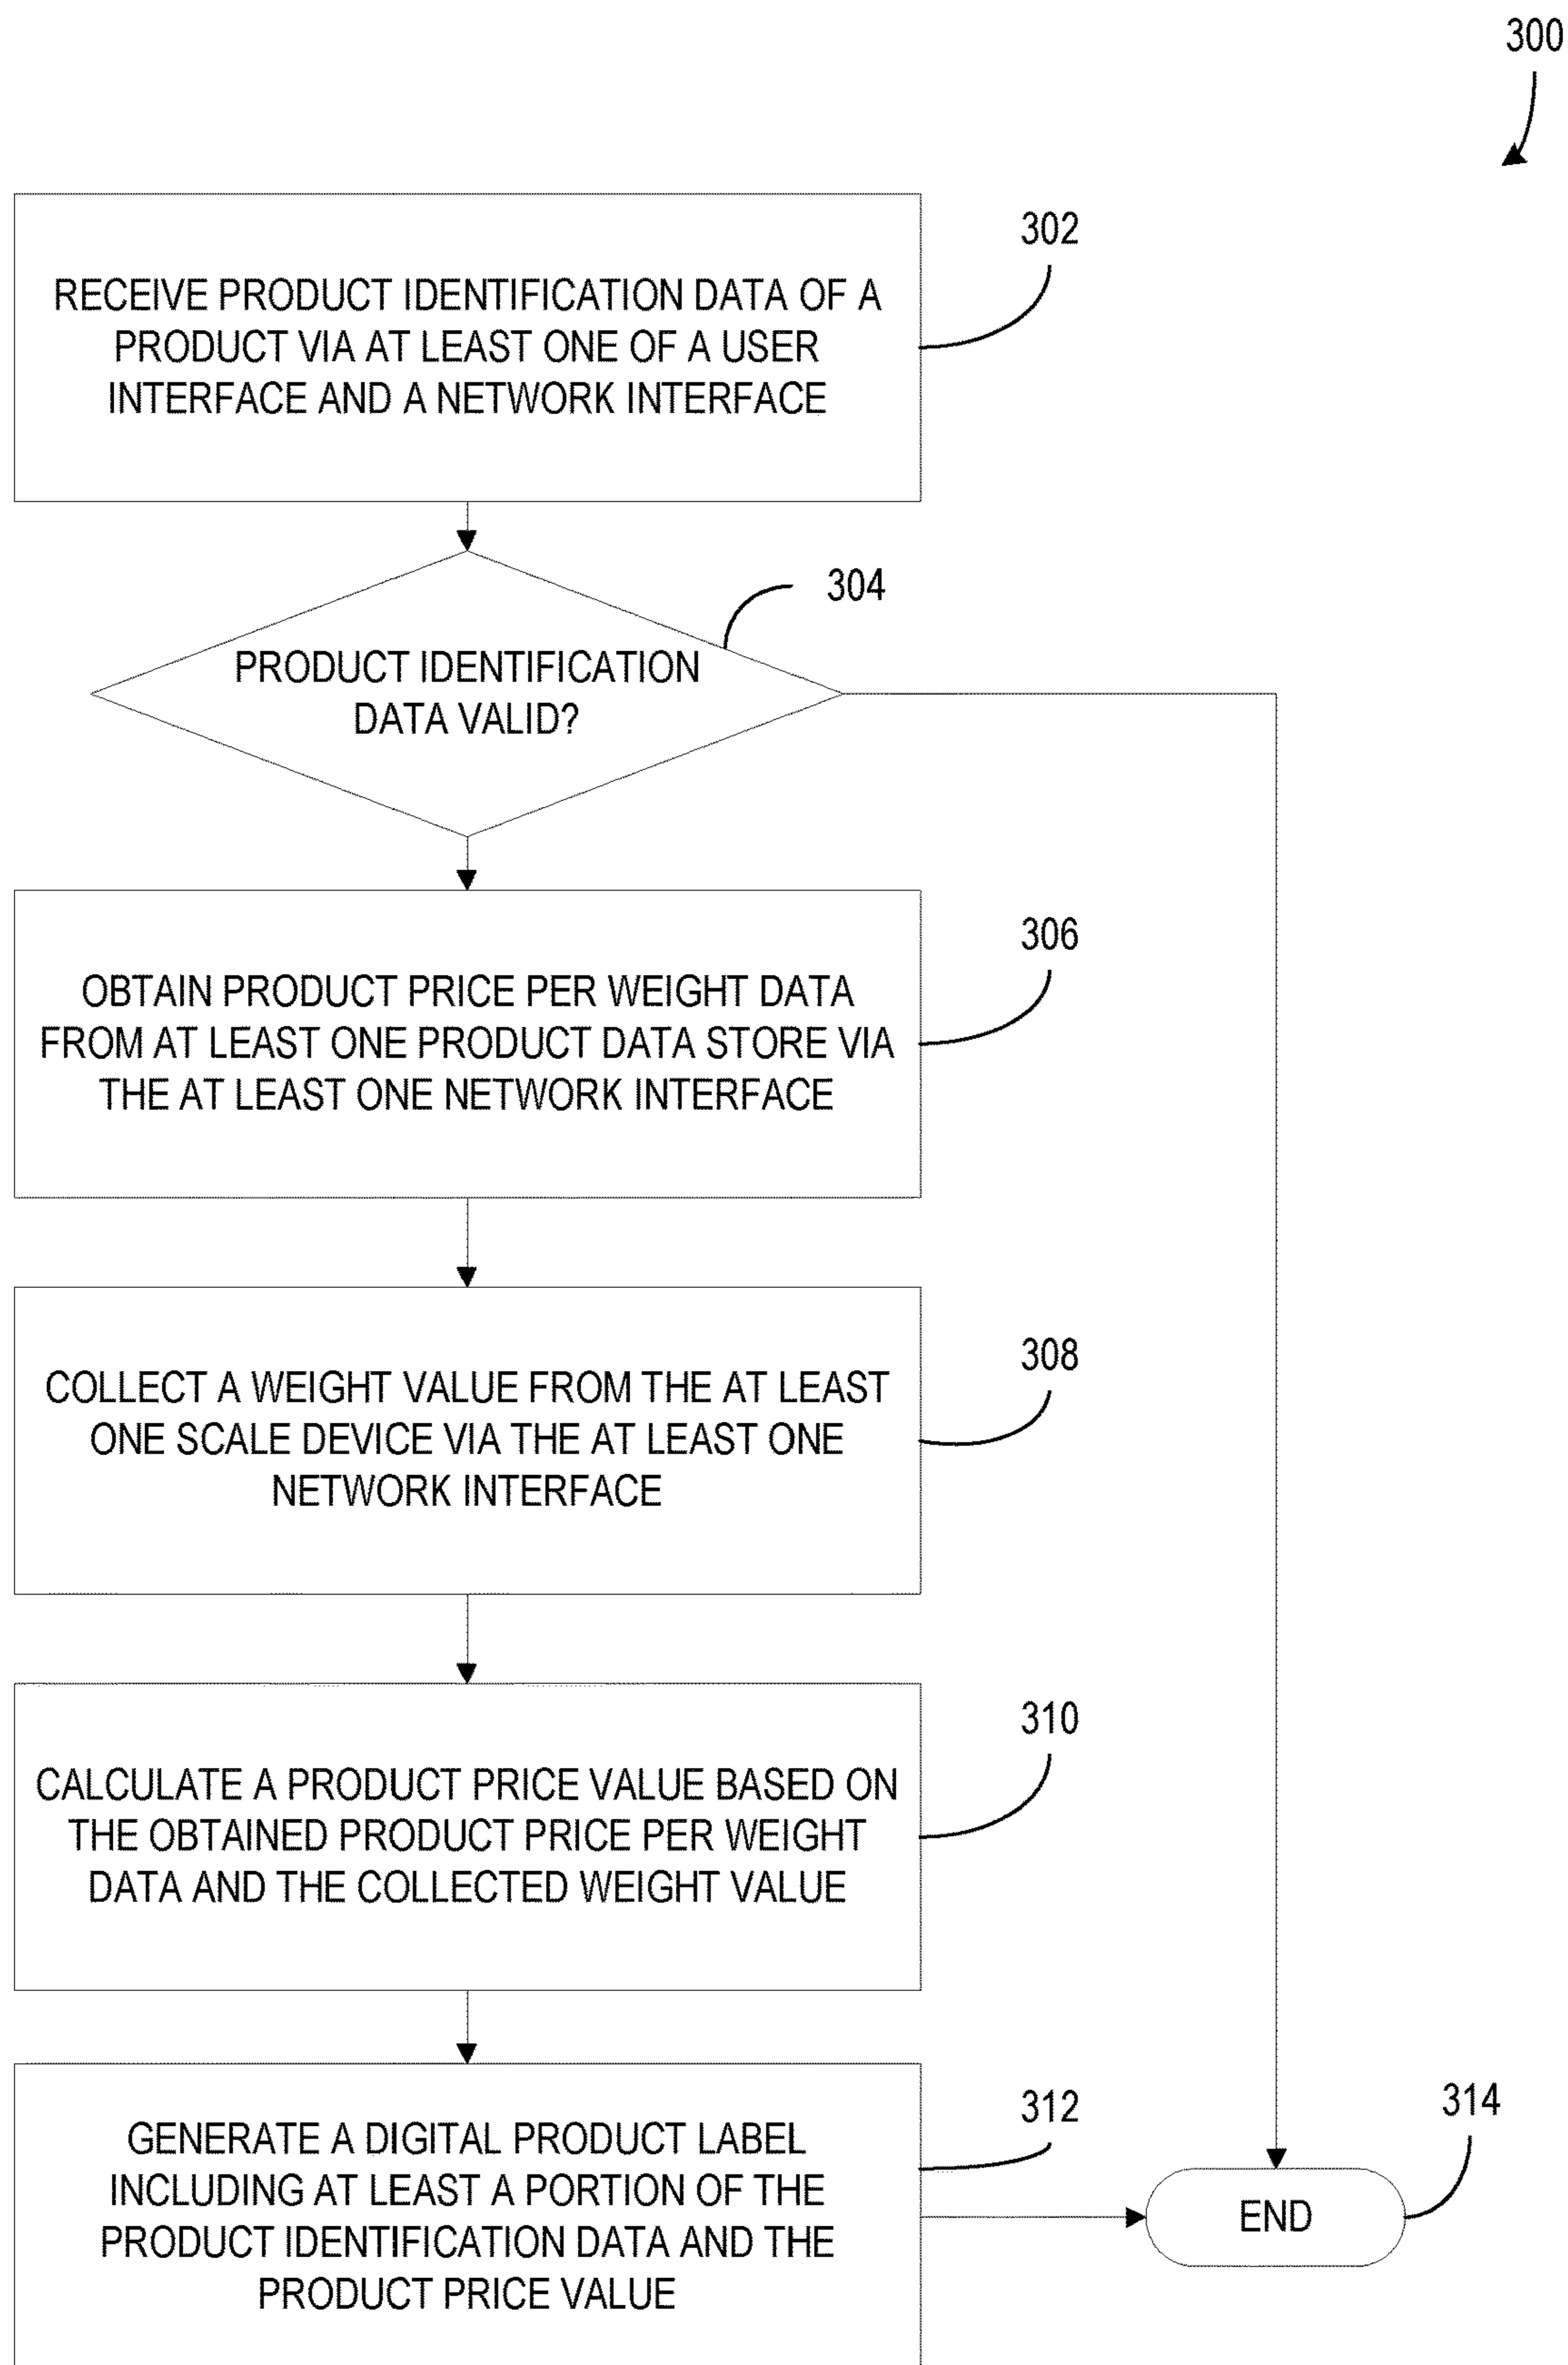 300
302
RECEIVE PRODUCT IDENTIFICATION DATA OF A
PRODUCT VIA AT LEAST ONE OF A USER
INTERFACE AND A NETWORK INTERFACE
304
PRODUCT IDENTIFICATION
DATA VALID?
306
OBTAIN PRODUCT PRICE PER WEIGHT DATA
FROM AT LEAST ONE PRODUCT DATA STORE VIA
THE AT LEAST ONE NETWORK INTERFACE
308
COLLECT A WEIGHT VALUE FROM THE AT LEAST
ONE SCALE DEVICE VIA THE AT LEAST ONE
NETWORK INTERFACE
310
CALCULATE A PRODUCT PRICE VALUE BASED ON
THE OBTAINED PRODUCT PRICE PER WEIGHT
DATA AND THE COLLECTED WEIGHT VALUE
312
GENERATE A DIGITAL PRODUCT LABEL
INCLUDING AT LEAST A PORTION OF THE
PRODUCT IDENTIFICATION DATA AND THE
PRODUCT PRICE VALUE
314
END